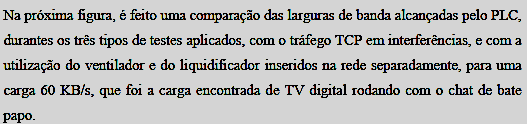 Na próxima figura, é feito uma comparação das larguras de banda alcançadas pelo PLC,
durantes os três tipos de testes aplicados, com o tráfego TCP em interferências, e com a
utilização do ventilador e do liquidificador inseridos na rede separadamente, para uma
carga 60 KB/s, que foi a carga encontrada de TV digital rodando com o chat de bate
papo.